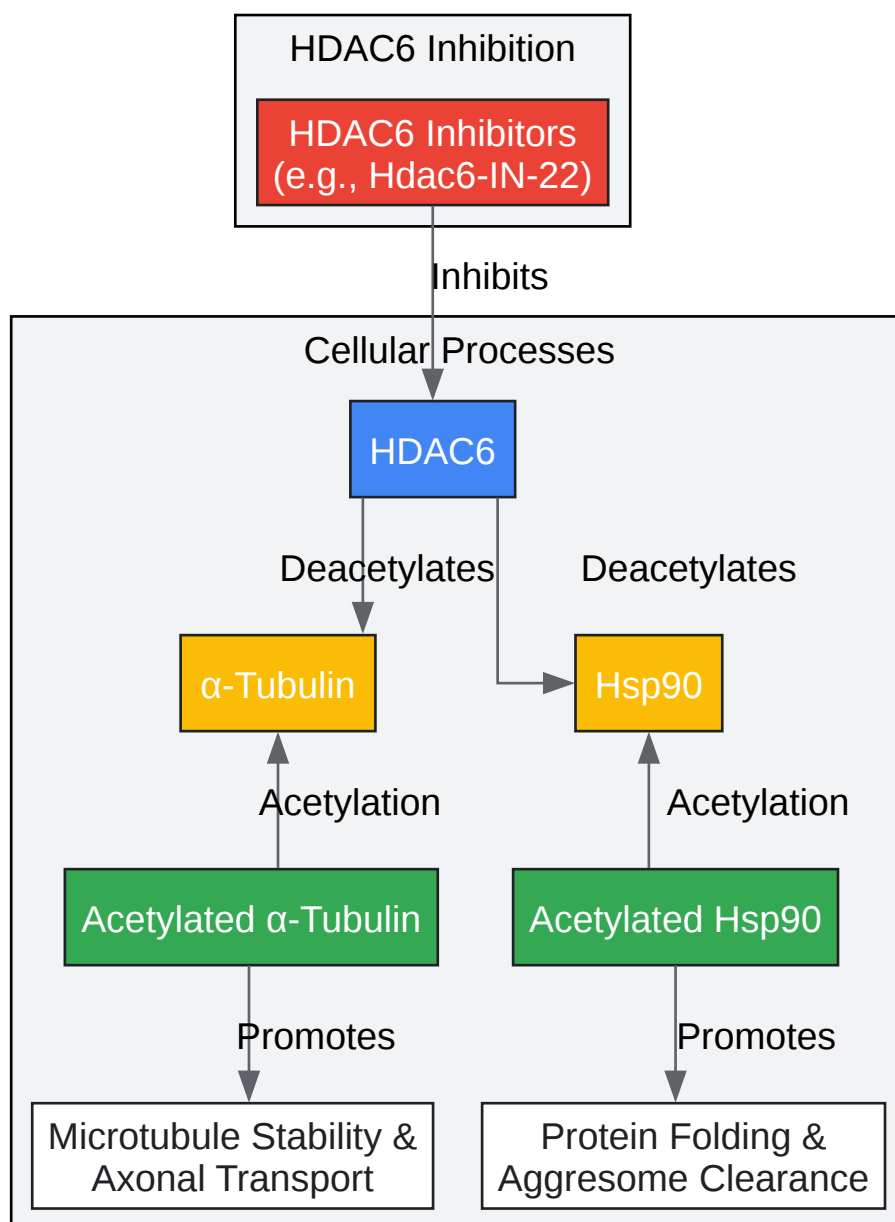 HDAC6 Inhibition
HDAC6 Inhibitors
(e.g., Hdac6-IN-22)
Inhibits
Cellular Processes
HDAC6
Deacetylates
Deacetylates
α-Tubulin
Hsp90
Acetylation
Acetylation
Acetylated α-Tubulin
Acetylated Hsp90
Promotes
Promotes
Microtubule Stability &
Axonal Transport
Protein Folding &
Aggresome Clearance